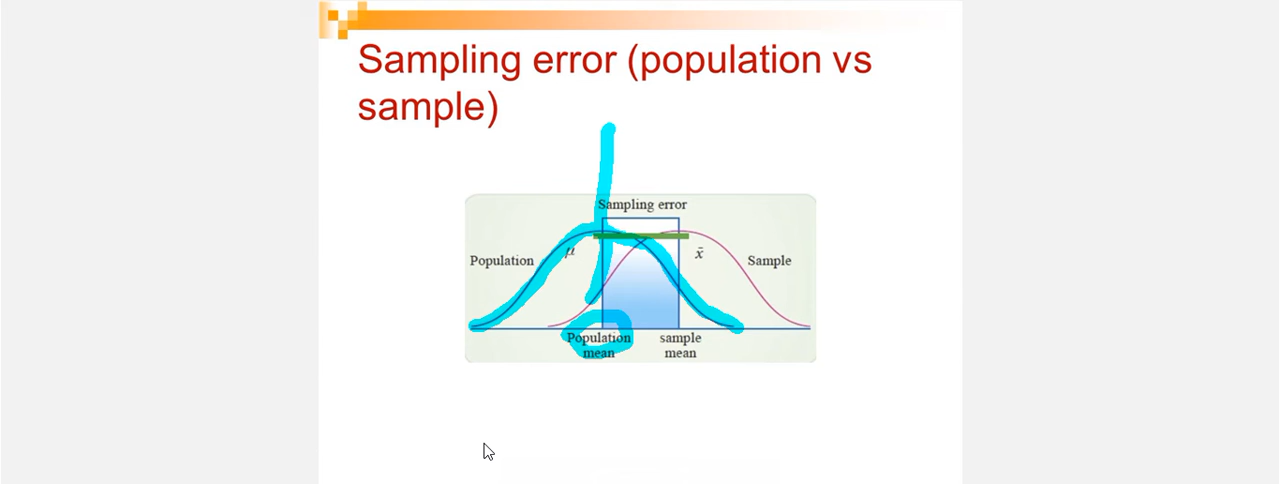 Sampling error (population vs
sample)
Sampling error
μ
x̄
Population
Sample
Population sample
mean mean